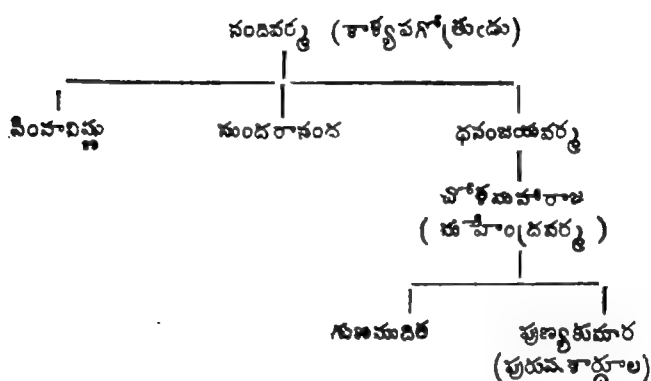 నందివర్మ (కాశ్యపగోత్రుఁడు)
సింహవిష్ణు సుందరానంద ధనంజయవర్మ
చోళమహారాజ
( మహేంద్రవర్మ )
గుణముదిత పుణ్యకుమార
(పురుషశార్దూల)